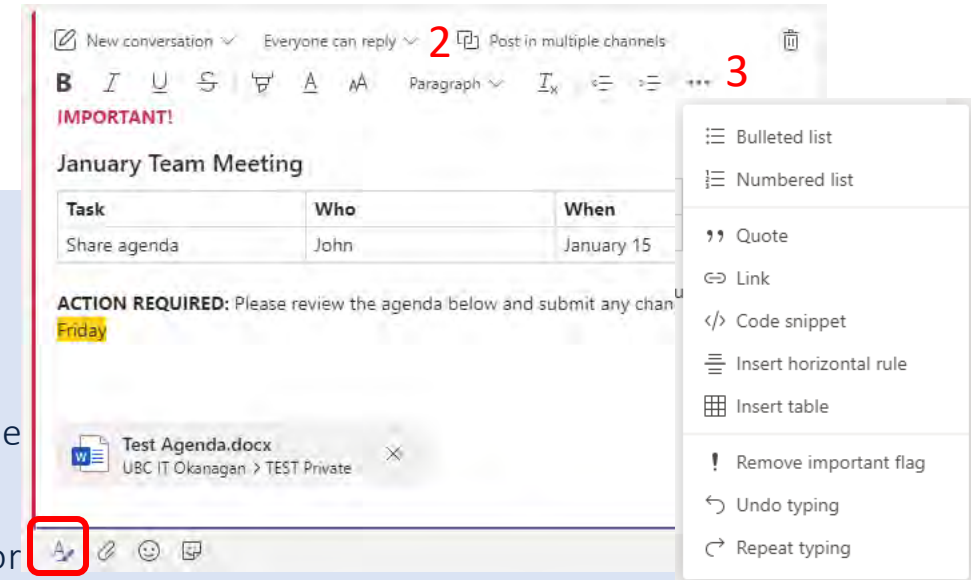 New conversation Everyone can reply 2 Post in multiple channels
B I U S A AA Paragraph Ix 3
IMPORTANT!
January Team Meeting
Task Who When
Share agenda John January 15
ACTION REQUIRED: Please review the agenda below and submit any chan
Friday
Test Agenda.docx
UBC IT Okanagan > TEST Private
Bulleted list
Numbered list
Quote
Link
Code snippet
Insert horizontal rule
Insert table
Remove important flag
Undo typing
Repeat typing